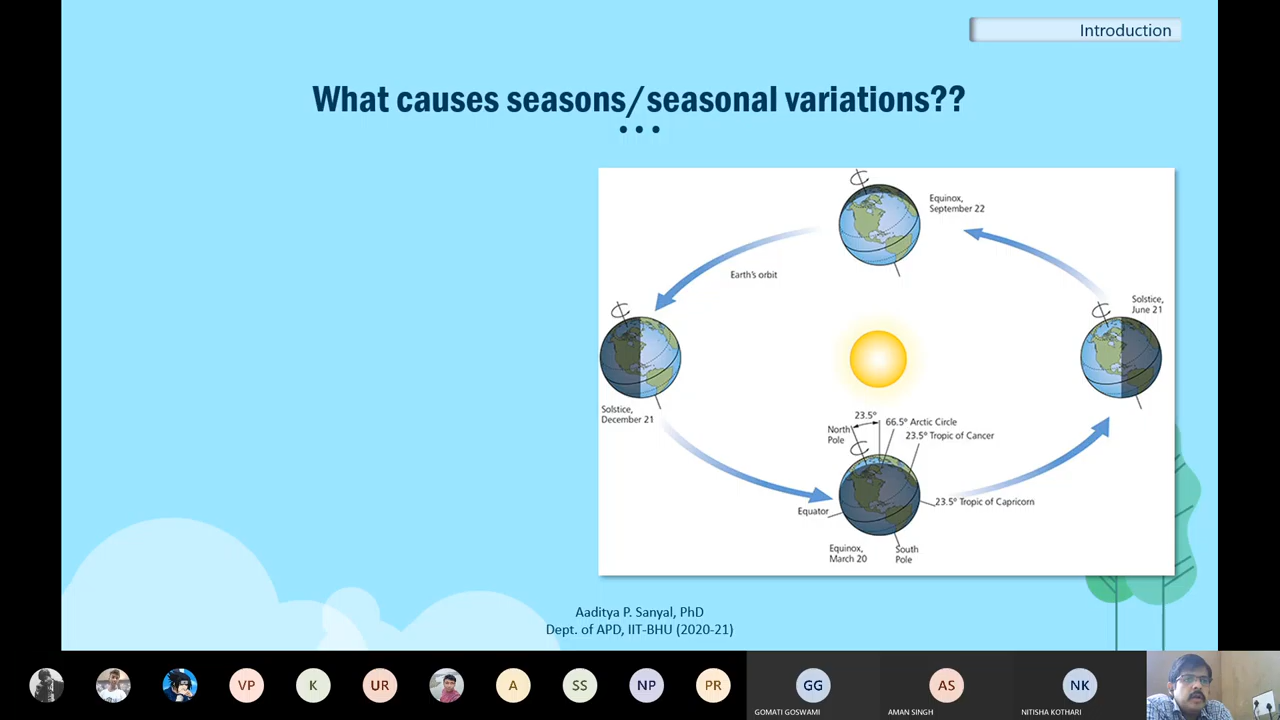 Introduction
What causes seasons/seasonal variations??
Equinox,
September 22
Earth's orbit
Solstice,
June 21
Solstice,
December 21
23.5°
North
Pole
66.5° Arctic Circle
23.5° Tropic of Cancer
23.5° Tropic of Capricorn
Equator
Equinox,
March 20
South
Pole
Aaditya P. Sanyal, PhD
Dept. of APD, IIT-BHU (2020-21)
VP
K
UR
A
SS
NP
PR
GG
GOMATI GOSWAMI
AS
AMAN SINGH
NK
NITISHA KOTHARI